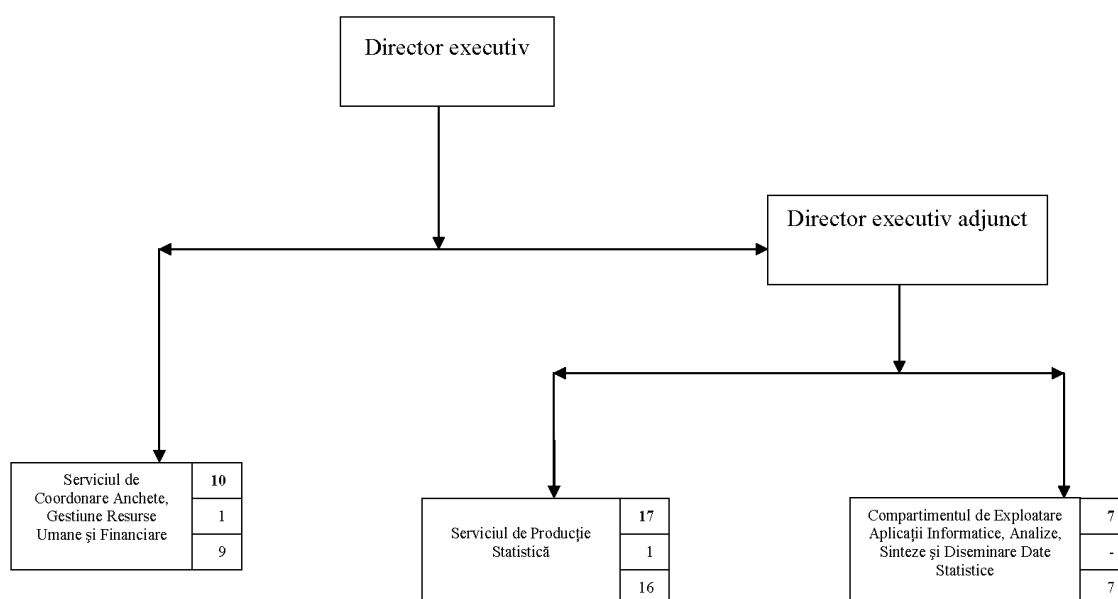 Director executiv
Director executiv adjunct
Serviciul de
Coordonare Anchete,
Gestiune Resurse
Umane şi Financiare
10
1
9
Serviciul de Producţie
Statistică
17
1
16
Compartimentul de Exploatare
Aplicaţii Informatice, Analize,
Sinteze şi Diseminare Date
Statistice
7
-
7